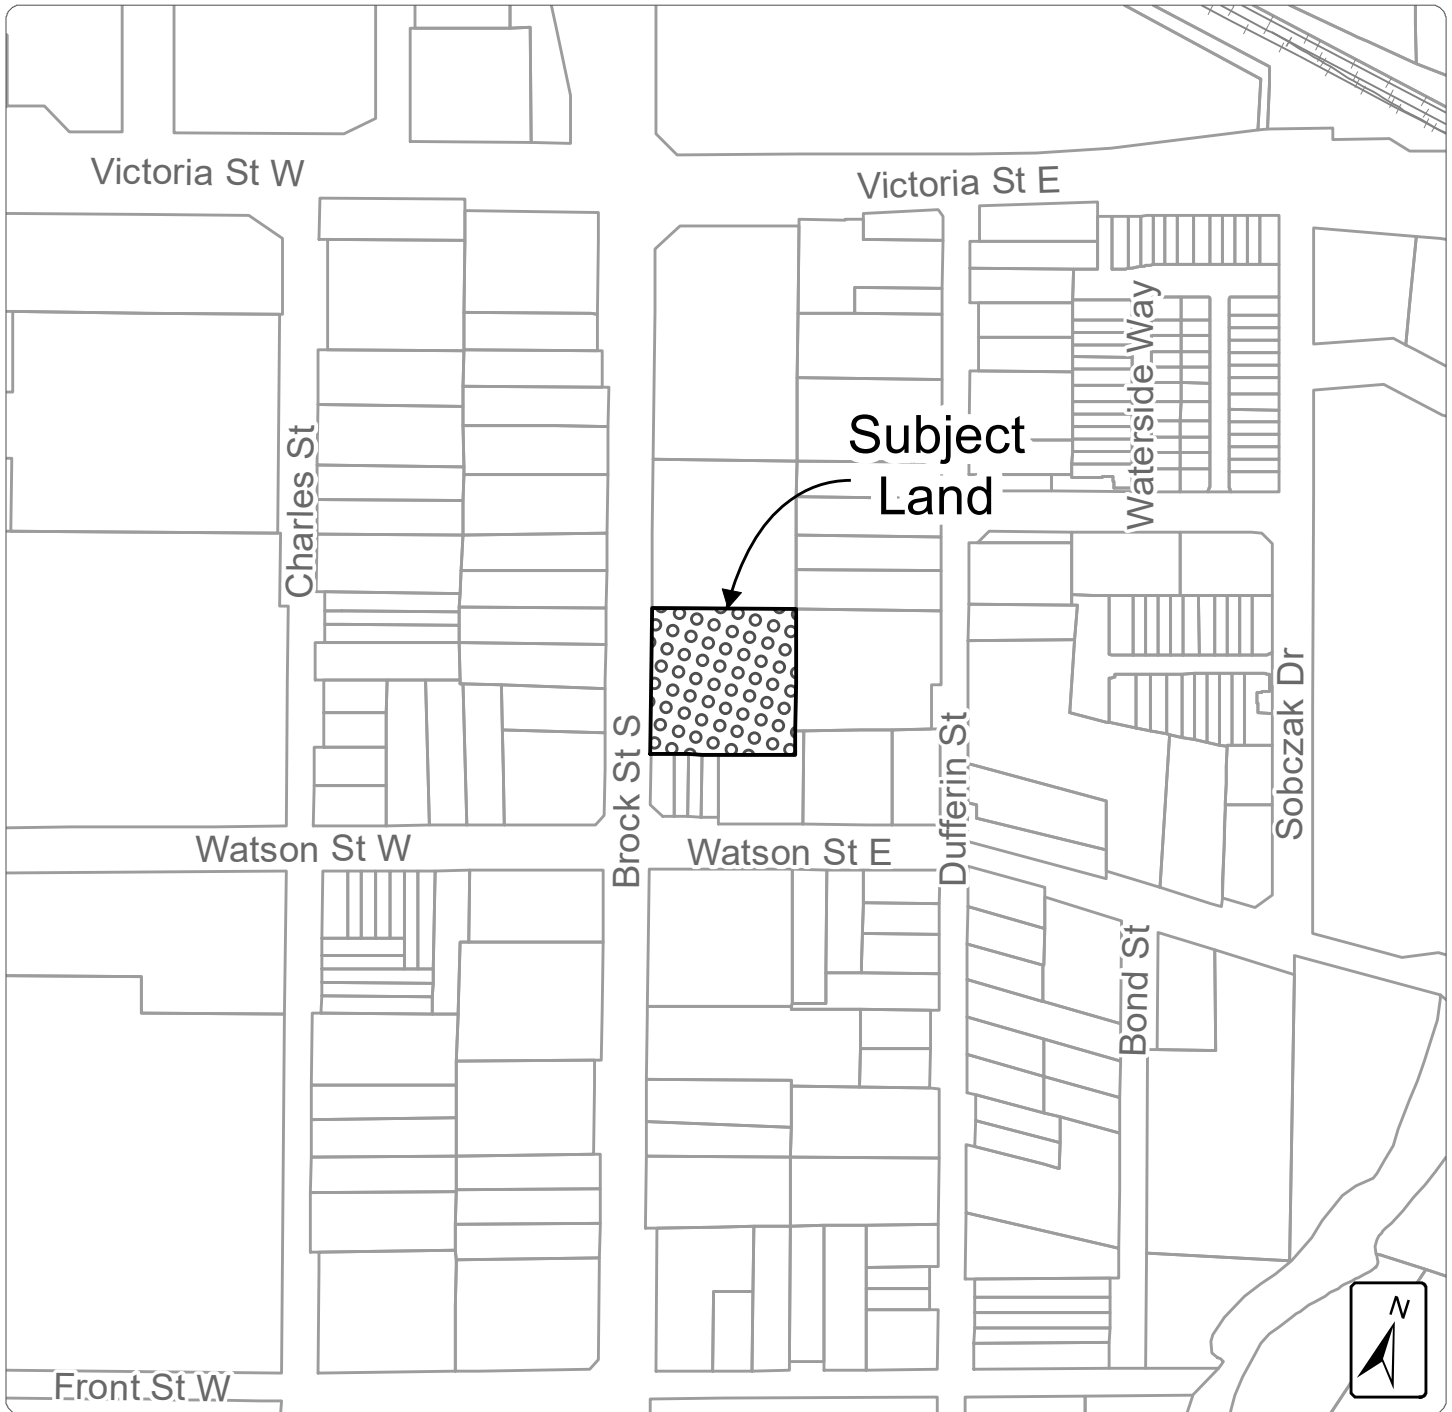 Victoria St W
Victoria St E
Waterside Way
Subject
Land
Charles St
Sobczak Dr
Brock St S
Dufferin St
Watson St W
Watson St E
Bond St
N
Front St W